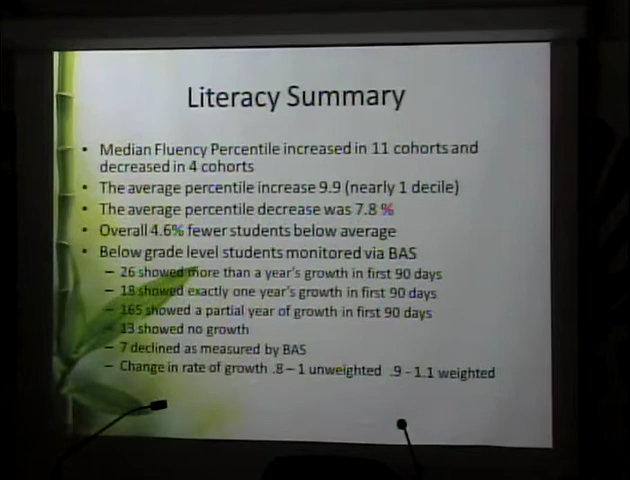 Literacy Summary
• Median Fluency Percentile increased in 11 cohorts and
decreased in 4 cohorts
• The average percentile increase 9.9 (nearly 1 decile)
• The average percentile decrease was 7.8 %
• Overall 4.6% fewer students below average
• Below grade level students monitored via BAS
– 26 showed more than a year's growth in first 90 days
– 18 showed exactly one year's growth in first 90 days
– 165 showed a partial year of growth in first 90 days
– 13 showed no growth
– 7 declined as measured by BAS
– Change in rate of growth .8 – 1 unweighted .9 - 1.1 weighted